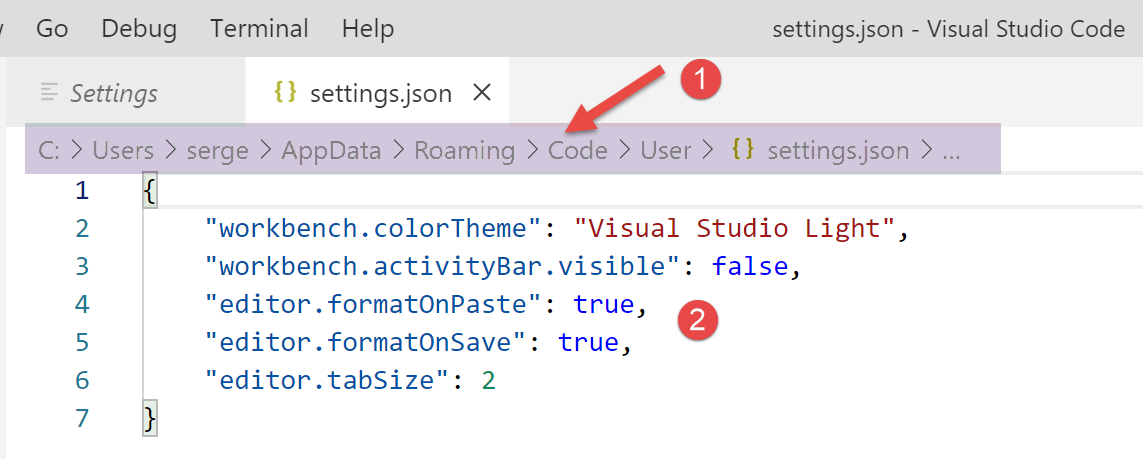 Go Debug Terminal Help settings.json - Visual Studio Code
Settings {} settings.json ×
1
C: > Users > serge > AppData > Roaming > Code > User > {} settings.json > ...
1 {
2 "workbench.colorTheme": "Visual Studio Light",
3 "workbench.activityBar.visible": false,
4 "editor.formatOnPaste": true,
2
5 "editor.formatOnSave": true,
6 "editor.tabSize": 2
7 }